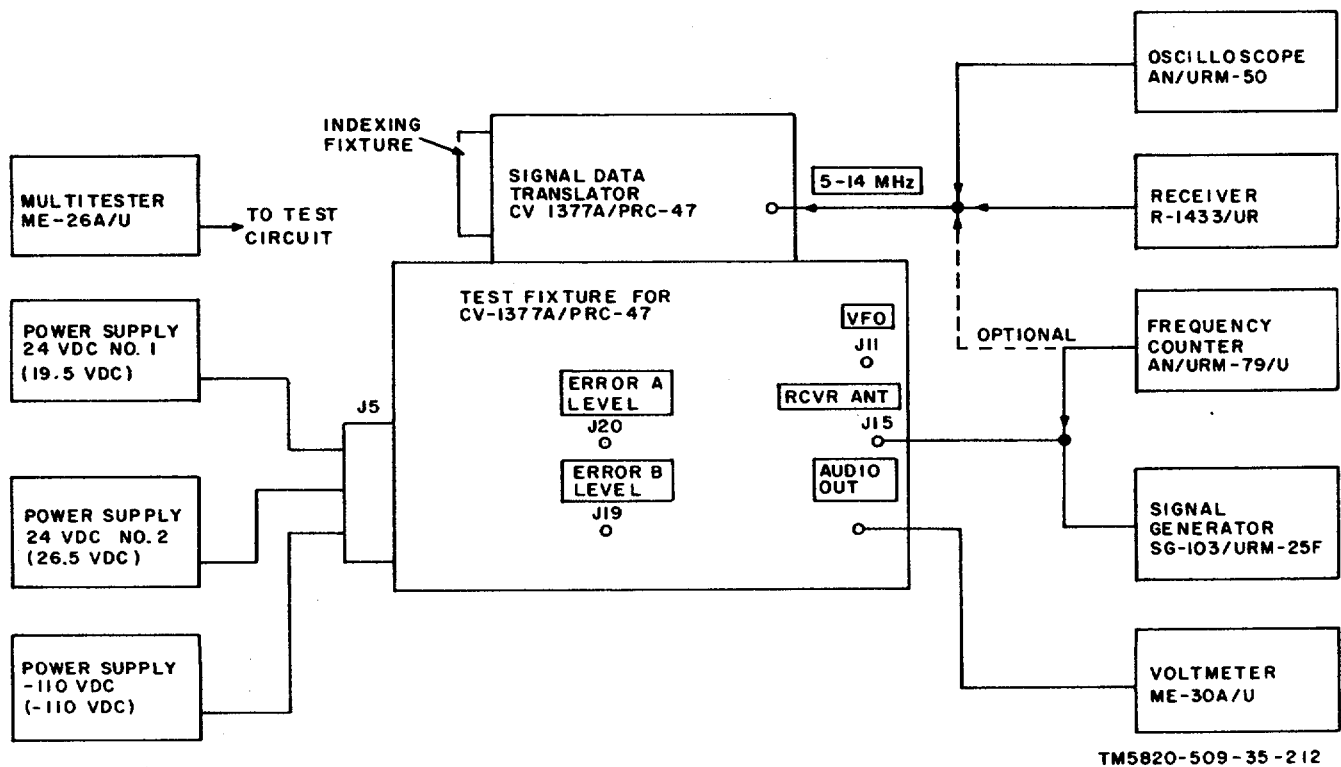 MULTITESTER
ME-26A/U
TO TEST
CIRCUIT
POWER SUPPLY
24 VDC NO. 1
(19.5 VDC)
POWER SUPPLY
24 VDC NO. 2
(26.5 VDC)
POWER SUPPLY
-110 VDC
(-110 VDC)
J5
INDEXING
FIXTURE
SIGNAL DATA
TRANSLATOR
CV 1377A/PRC-47
5-14 MHz
TEST FIXTURE FOR
CV-1377A/PRC-47
ERROR A
LEVEL
J20
ERROR B
LEVEL
J19
VFO
J11
RCVR ANT
J15
AUDIO
OUT
OPTIONAL
OSCILLOSCOPE
AN/URM-50
RECEIVER
R-1433/UR
FREQUENCY
COUNTER
AN/URM-79/U
SIGNAL
GENERATOR
SG-103/URM-25F
VOLTMETER
ME-30A/U
TM5820-509-35-212